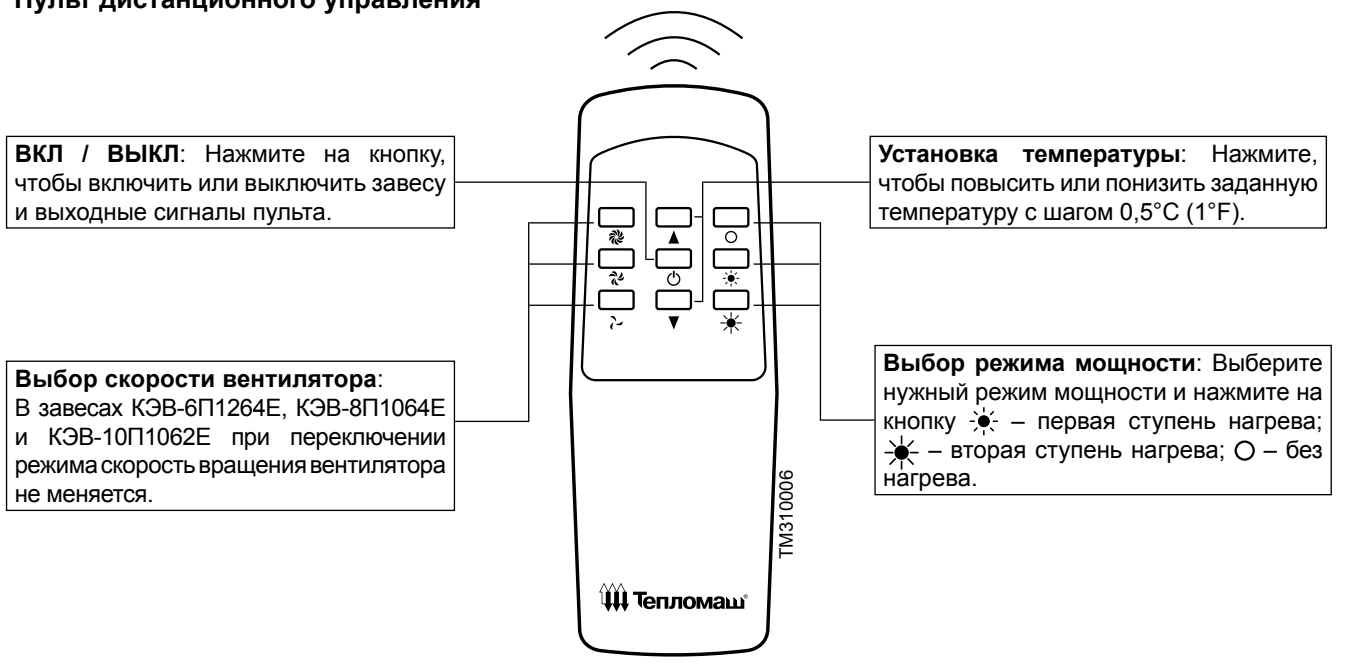 Пульт дистанционного управления
ВКЛ / ВЫКЛ: Нажмите на кнопку,
чтобы включить или выключить завесу
и выходные сигналы пульта.
Установка температуры: Нажмите,
чтобы повысить или понизить заданную
температуру с шагом 0,5°С (1°F).
Выбор скорости вентилятора:
В завесах КЭВ-6П1264Е, КЭВ-8П1064Е
и КЭВ-10П1062Е при переключении
режима скорость вращения вентилятора
не меняется.
Выбор режима мощности: Выберите
нужный режим мощности и нажмите на
кнопку – первая ступень нагрева;
– вторая ступень нагрева; – без
нагрева.
TM310006
Тепломаш®